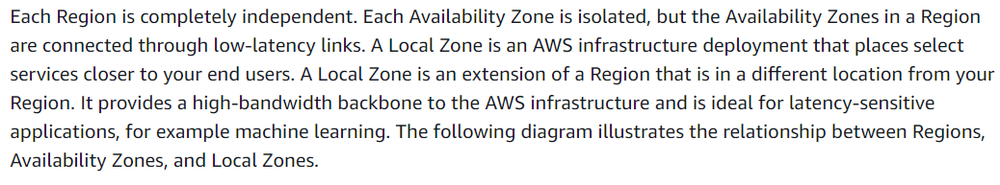 Each Region is completely independent. Each Availability Zone is isolated, but the Availability Zones in a Region
are connected through low-latency links. A Local Zone is an AWS infrastructure deployment that places select
services closer to your end users. A Local Zone is an extension of a Region that is in a different location from your
Region. It provides a high-bandwidth backbone to the AWS infrastructure and is ideal for latency-sensitive
applications, for example machine learning. The following diagram illustrates the relationship between Regions,
Availability Zones, and Local Zones.